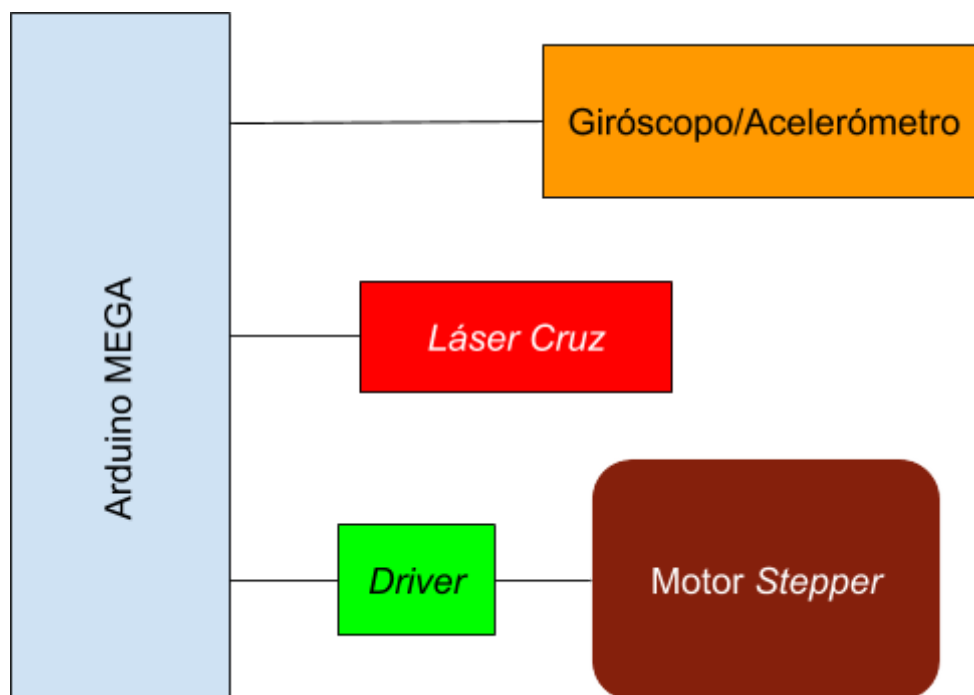 Arduino MEGA
Giróscopo/Acelerómetro
Láser Cruz
Driver
Motor Stepper